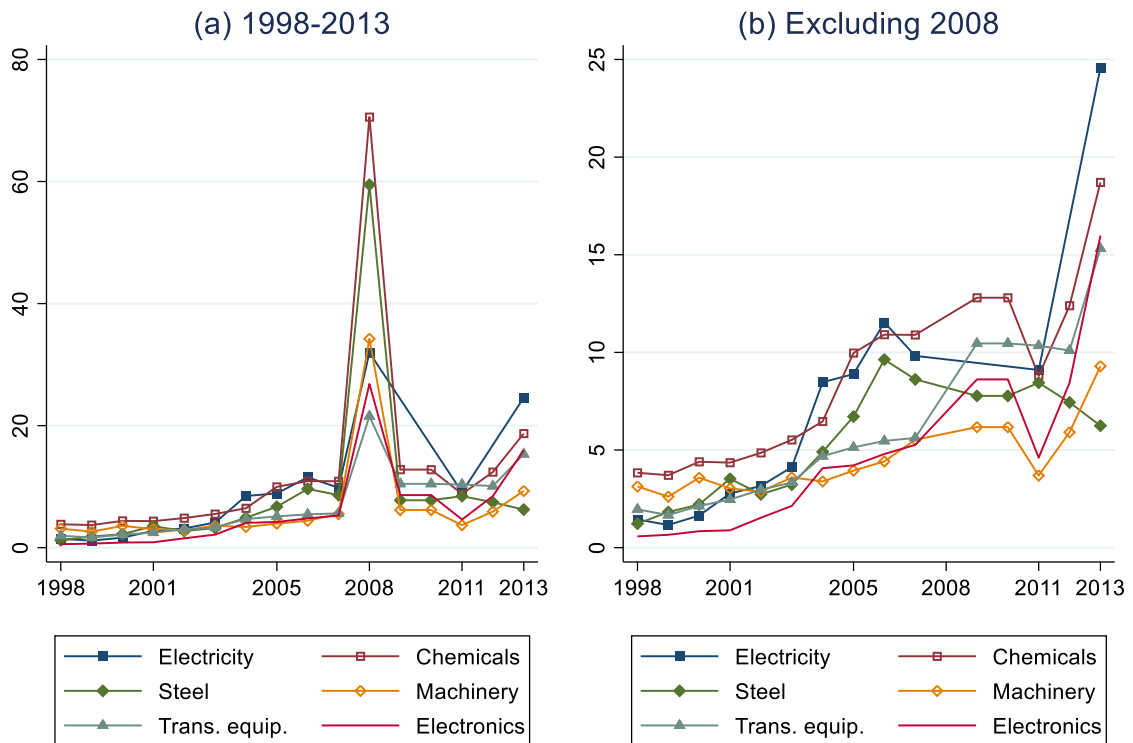 (a) 1998-2013
80
60
40
20
0
1998 2001 2005 2008 2011 2013
Electricity Chemicals
Steel Machinery
Trans. equip. Electronics
(b) Excluding 2008
25
20
15
10
5
0
1998 2001 2005 2008 2011 2013
Electricity Chemicals
Steel Machinery
Trans. equip. Electronics